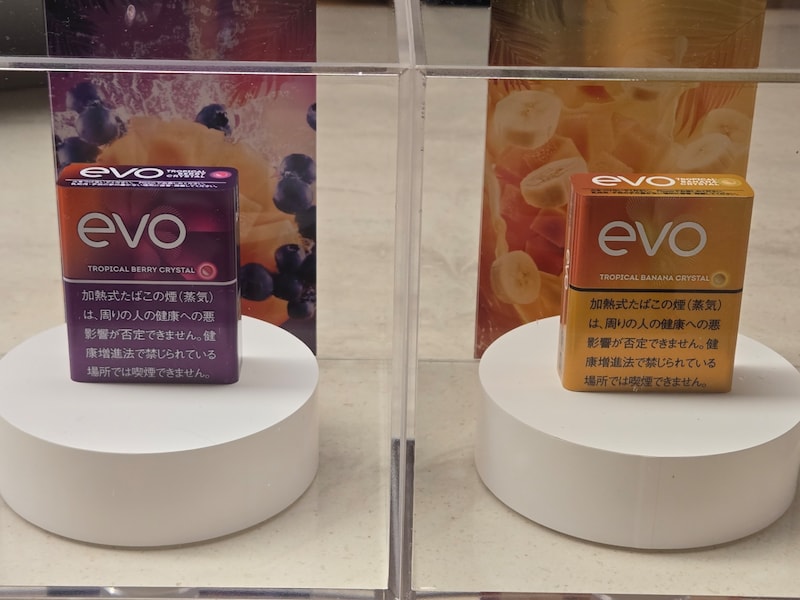 evo TROPICAL
CRYSTAL
evo
TROPICAL BERRY CRYSTAL
加熱式たばこの煙（蒸気）
は、周りの人の健康への悪
影響が否定できません。健
康増進法で禁じられている
場所では喫煙できません。
evo TROPICAL
CRYSTAL
evo
TROPICAL BANANA CRYSTAL
加熱式たばこの煙（蒸気）
は、周りの人の健康への悪
影響が否定できません。健
康増進法で禁じられている
場所では喫煙できません。